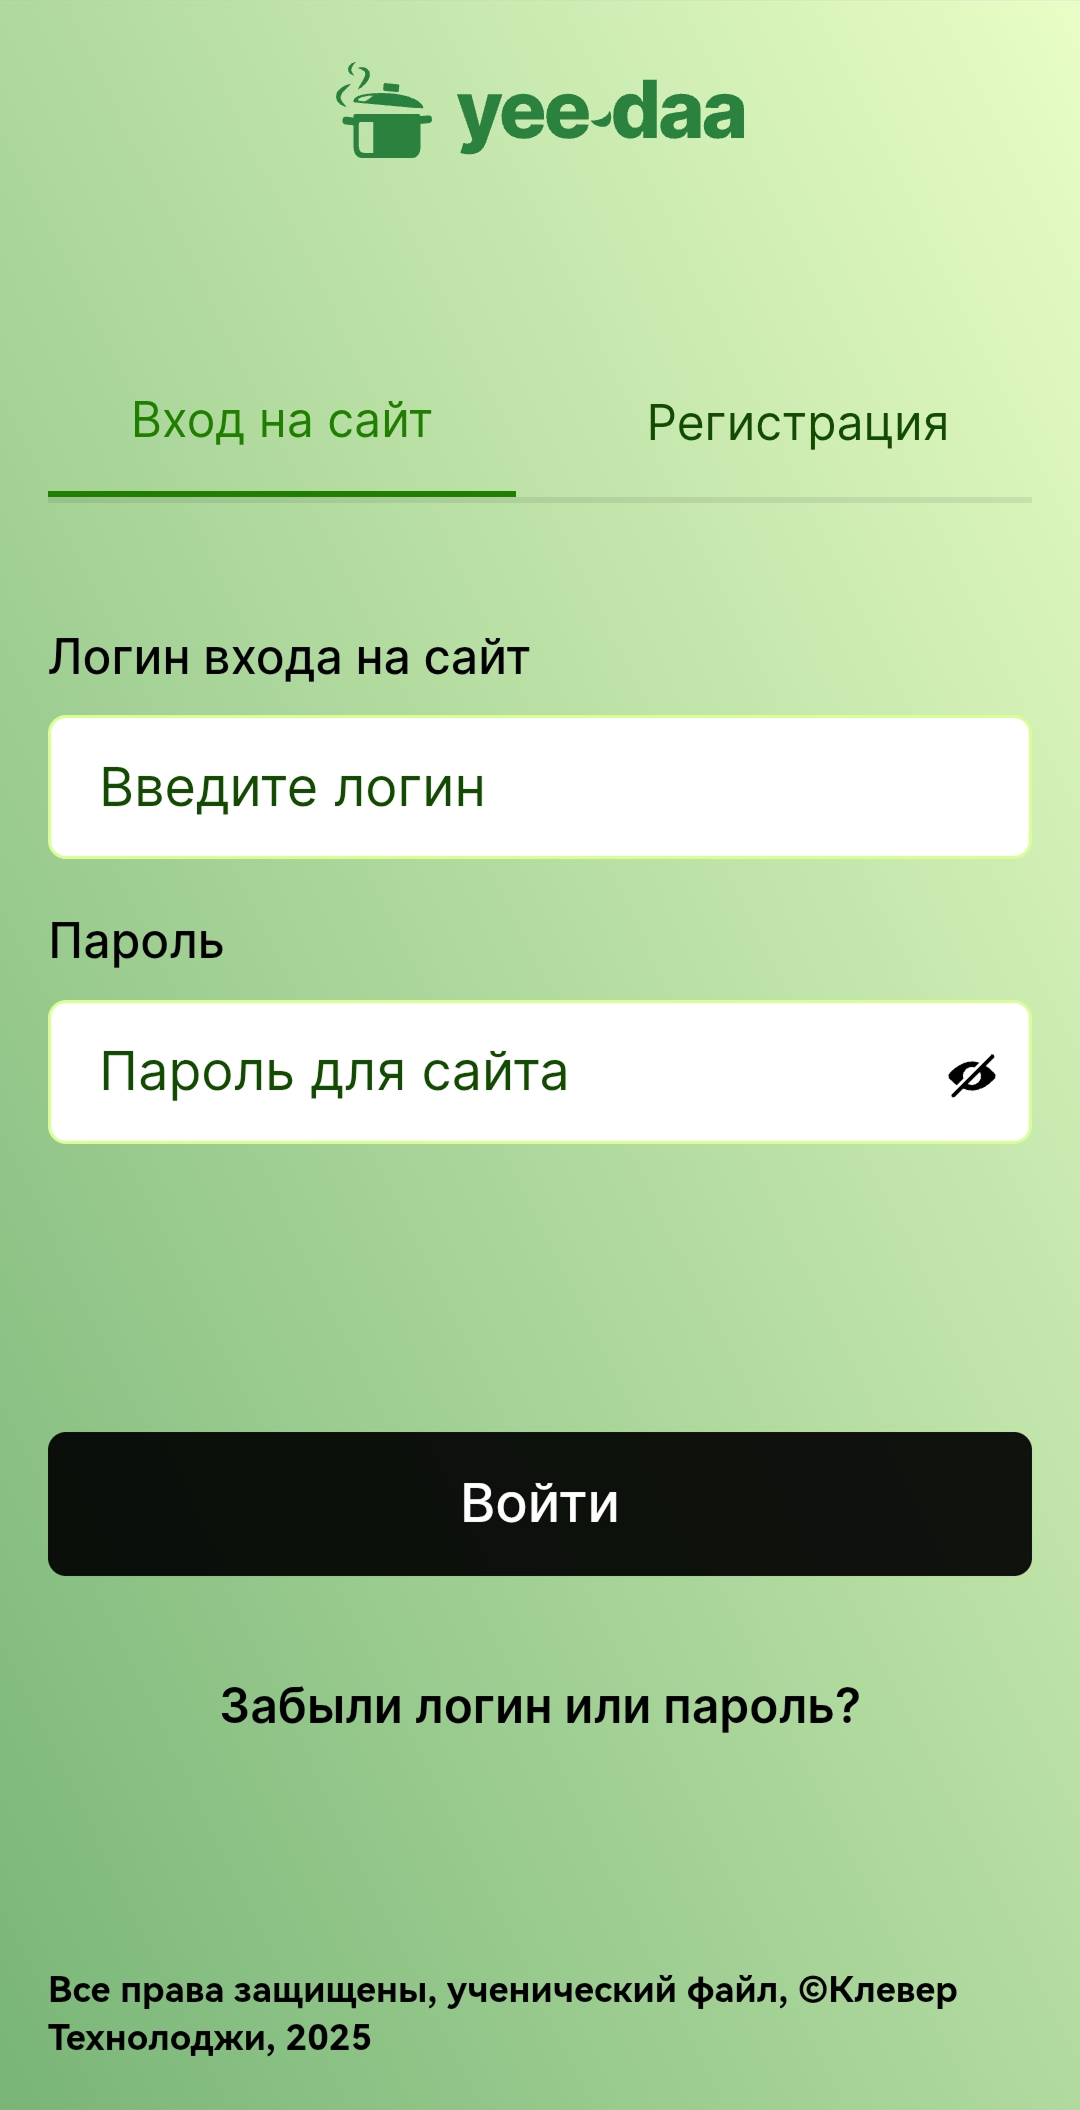 yee-daa
Вход на сайт
Регистрация
Логин входа на сайт
Введите логин
Пароль
Пароль для сайта
Войти
Забыли логин или пароль?
Все права защищены, ученический файл, ©Клевер
Технолоджи, 2025